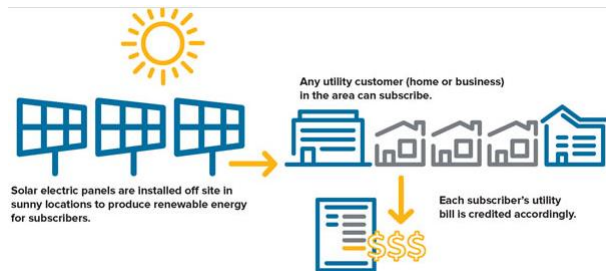 Any utility customer (home or business)
in the area can subscribe.
Solar electric panels are installed off site in
sunny locations to produce renewable energy
for subscribers.
Each subscriber's utility
bill is credited accordingly.
$$$